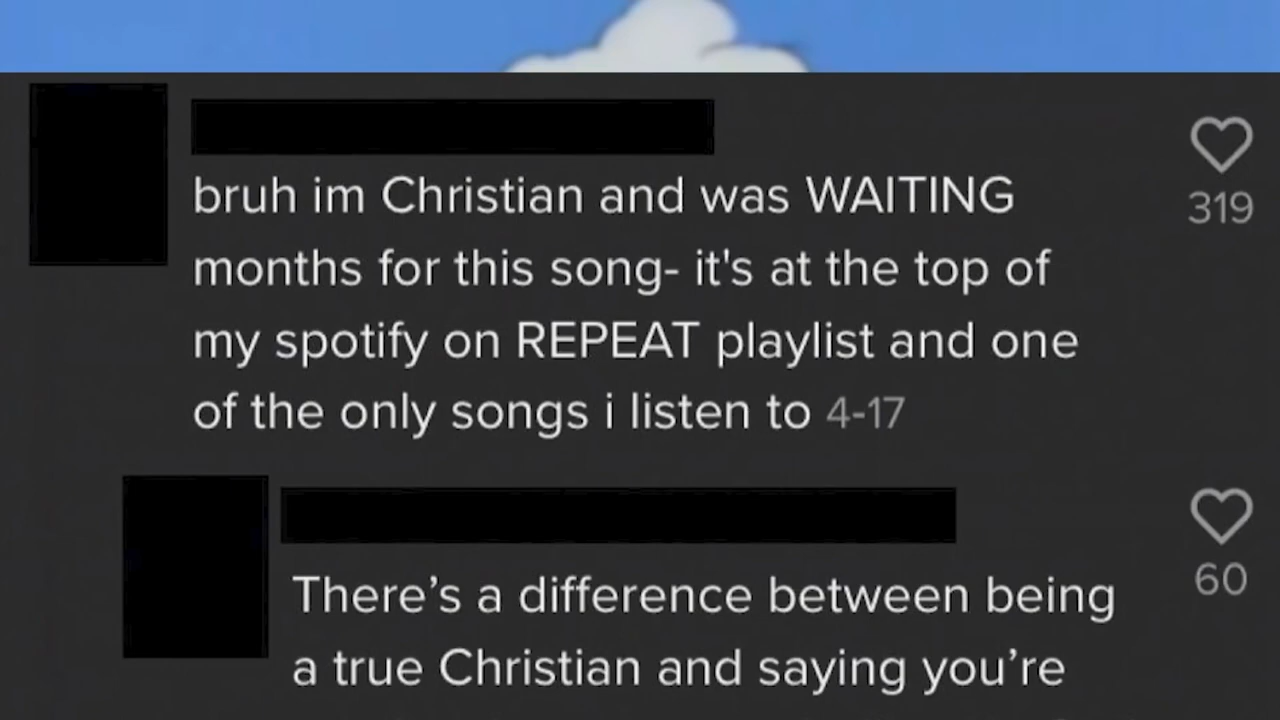 bruh im Christian and was WAITING
319
months for this song- it's at the top of
my spotify on REPEAT playlist and one
of the only songs i listen to 4-17
There’s a difference between being
60
a true Christian and saying you’re